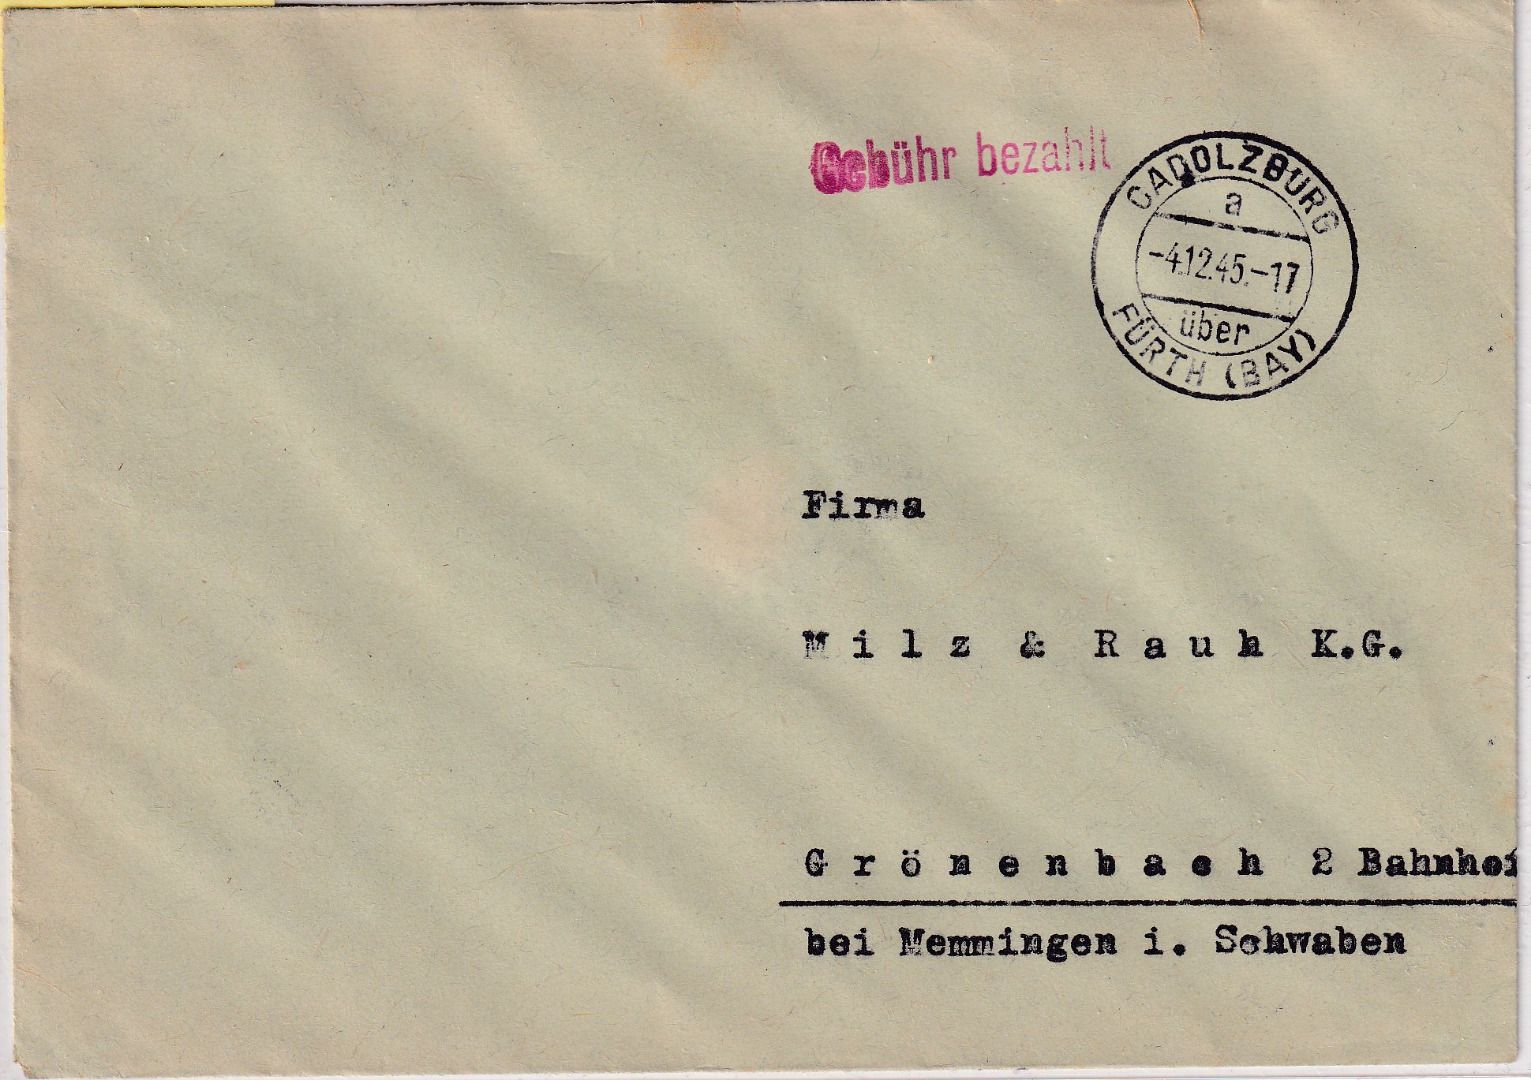 Gebühr bezahlt
CADOLZBURG
a
-4.12.45.-17
über
FÜRTH (BAY)
Firma
Milz & Rauh K.G.
Grönenbach 2 Bahnhof
bei Memmingen i. Schwaben